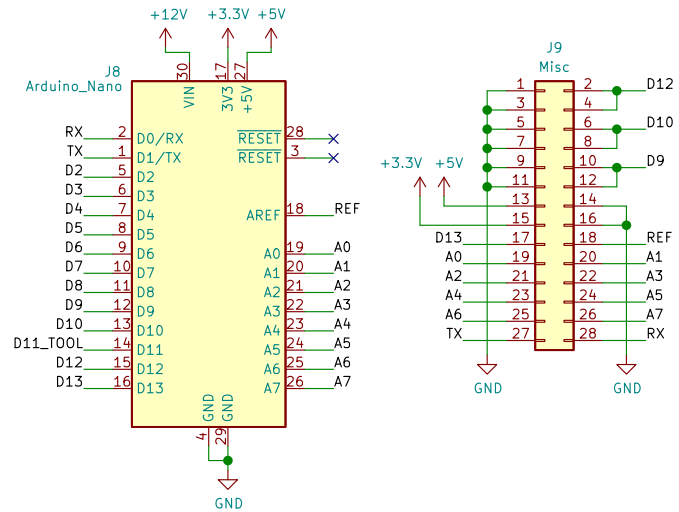 +12V +3.3V +5V
J8
Arduino_Nano
30 17 27
VIN 3V3 +5V
RX 2 D0/RX RESET 28
TX 1 D1/TX RESET 3
D2 5 D2
D3 6 D3
D4 7 D4 AREF 18 REF
D5 8 D5
D6 9 D6 A0 19 A0
D7 10 D7 A1 20 A1
D8 11 D8 A2 21 A2
D9 12 D9 A3 22 A3
D10 13 D10 A4 23 A4
D11_TOOL 14 D11 A5 24 A5
D12 15 D12 A6 25 A6
D13 16 D13 A7 26 A7
GND GND
4 29
GND
J9
Misc
1 2 D12
3 4
5 6 D10
7 8
+3.3V +5V 9 10 D9
11 12
13 14
15 16
D13 17 18 REF
A0 19 20 A1
A2 21 22 A3
A4 23 24 A5
A6 25 26 A7
TX 27 28 RX
GND GND